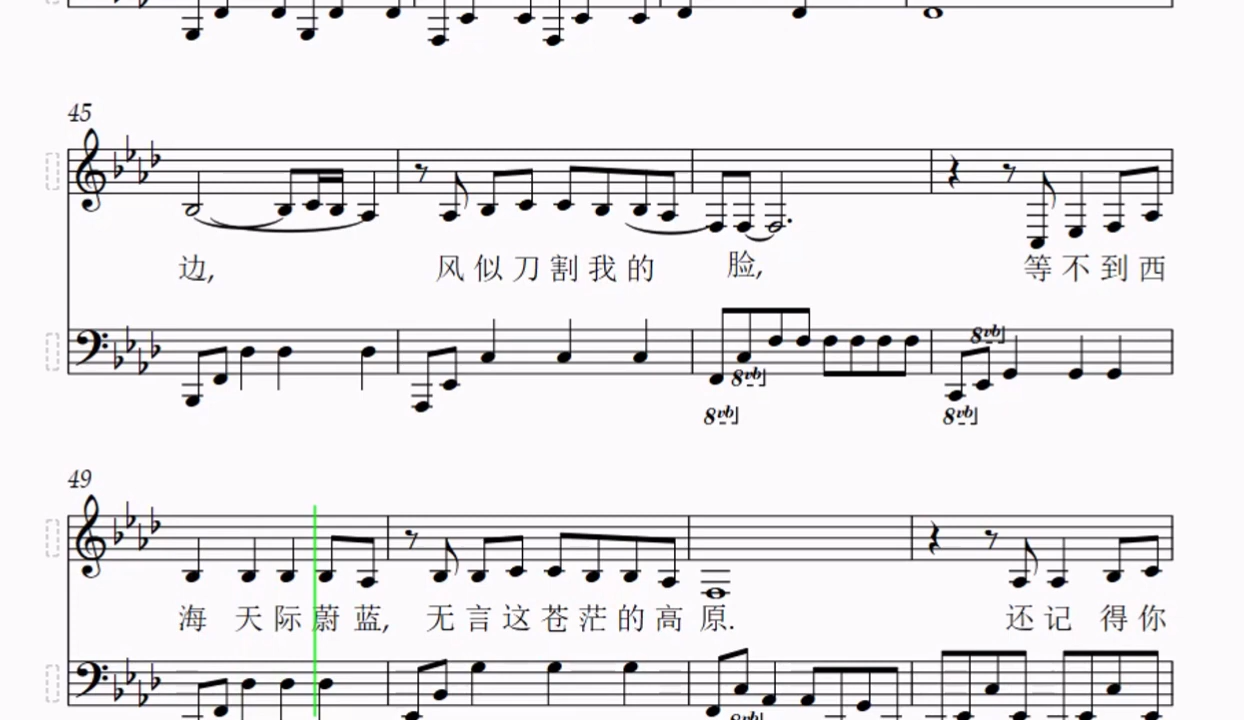 45
边, 风 似 刀 割 我 的 脸, 等 不 到 西
8vb
8vb
8vb 8vb
49
海 天 际 蔚 蓝, 无 言 这 苍 茫 的 高 原. 还 记 得 你
8vb